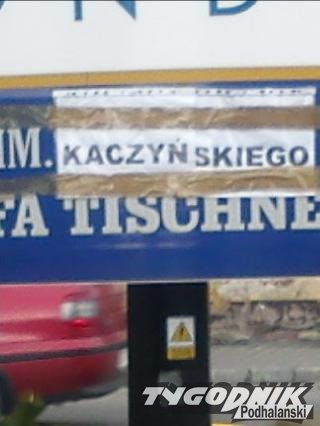 N D
IM. KACZYŃSKIEGO
FA TISCHNE
TYGODNIK
Podhalański